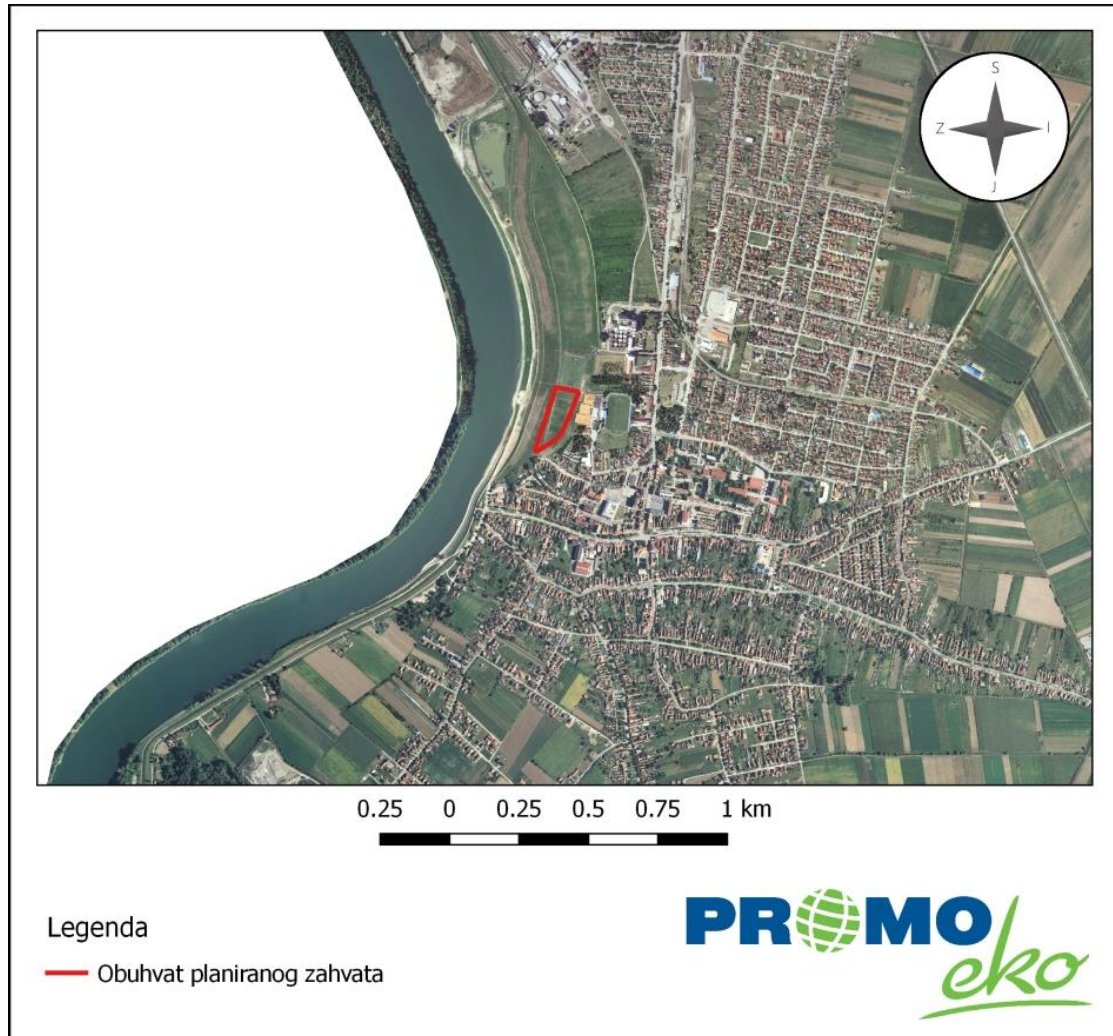 S
Z I
J
0.25 0 0.25 0.5 0.75 1 km
Legenda
Obuhvat planiranog zahvata
PROMO
eko